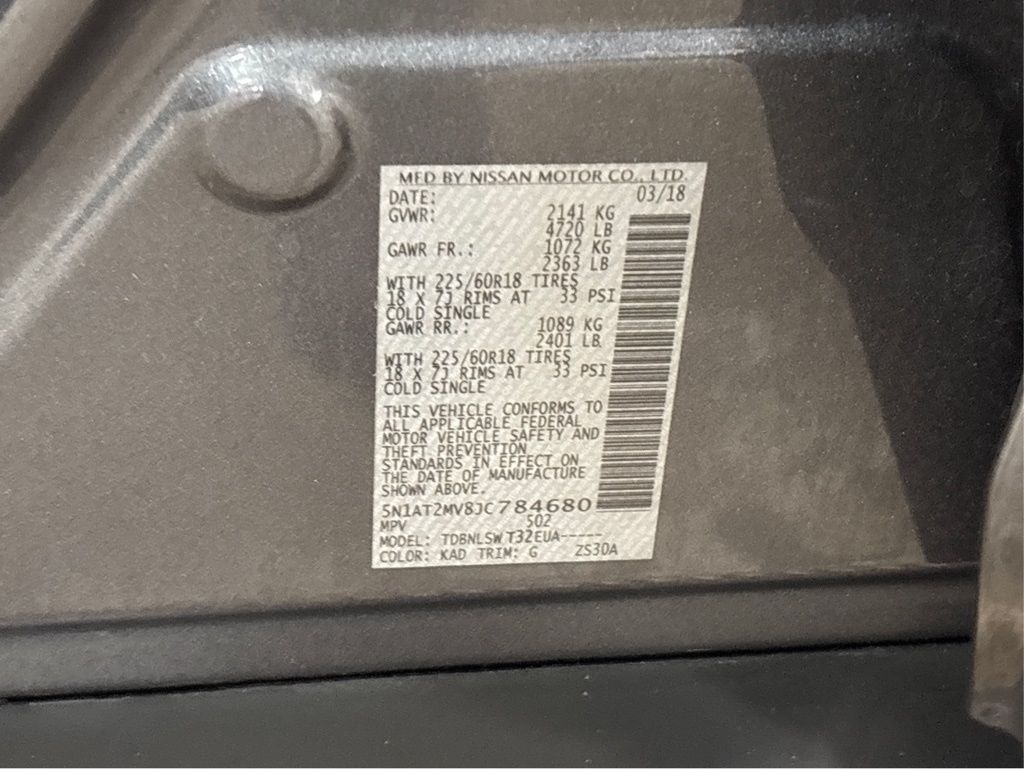 MFD BY NISSAN MOTOR CO., LTD.
DATE: 03/18
GVWR: 2141 KG
4720 LB
GAWR FR.: 1072 KG
2363 LB
WITH 225/60R18 TIRES
18 X 7J RIMS AT 33 PSI
COLD SINGLE
GAWR RR.: 1089 KG
2401 LB
WITH 225/60R18 TIRES
18 X 7J RIMS AT 33 PSI
COLD SINGLE
THIS VEHICLE CONFORMS TO
ALL APPLICABLE FEDERAL
MOTOR VEHICLE SAFETY AND
THEFT PREVENTION
STANDARDS IN EFFECT ON
THE DATE OF MANUFACTURE
SHOWN ABOVE.
5N1AT2MV8JC784680
MPV 502
MODEL: TDBNLSW T32EUA-----
COLOR: KAD TRIM: G ZS30A